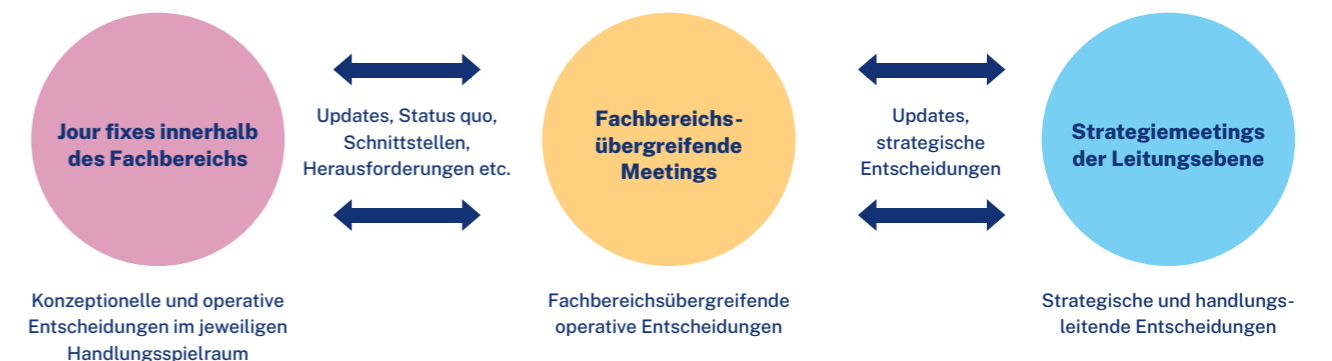 Jour fixes innerhalb
des Fachbereichs
Updates, Status quo,
Schnittstellen,
Herausforderungen etc.
Fachbereichs-
übergreifende
Meetings
Updates,
strategische
Entscheidungen
Strategiemeetings
der Leitungsebene
Konzeptionelle und operative
Entscheidungen im jeweiligen
Handlungsspielraum
Fachbereichsübergreifende
operative Entscheidungen
Strategische und handlungs-
leitende Entscheidungen